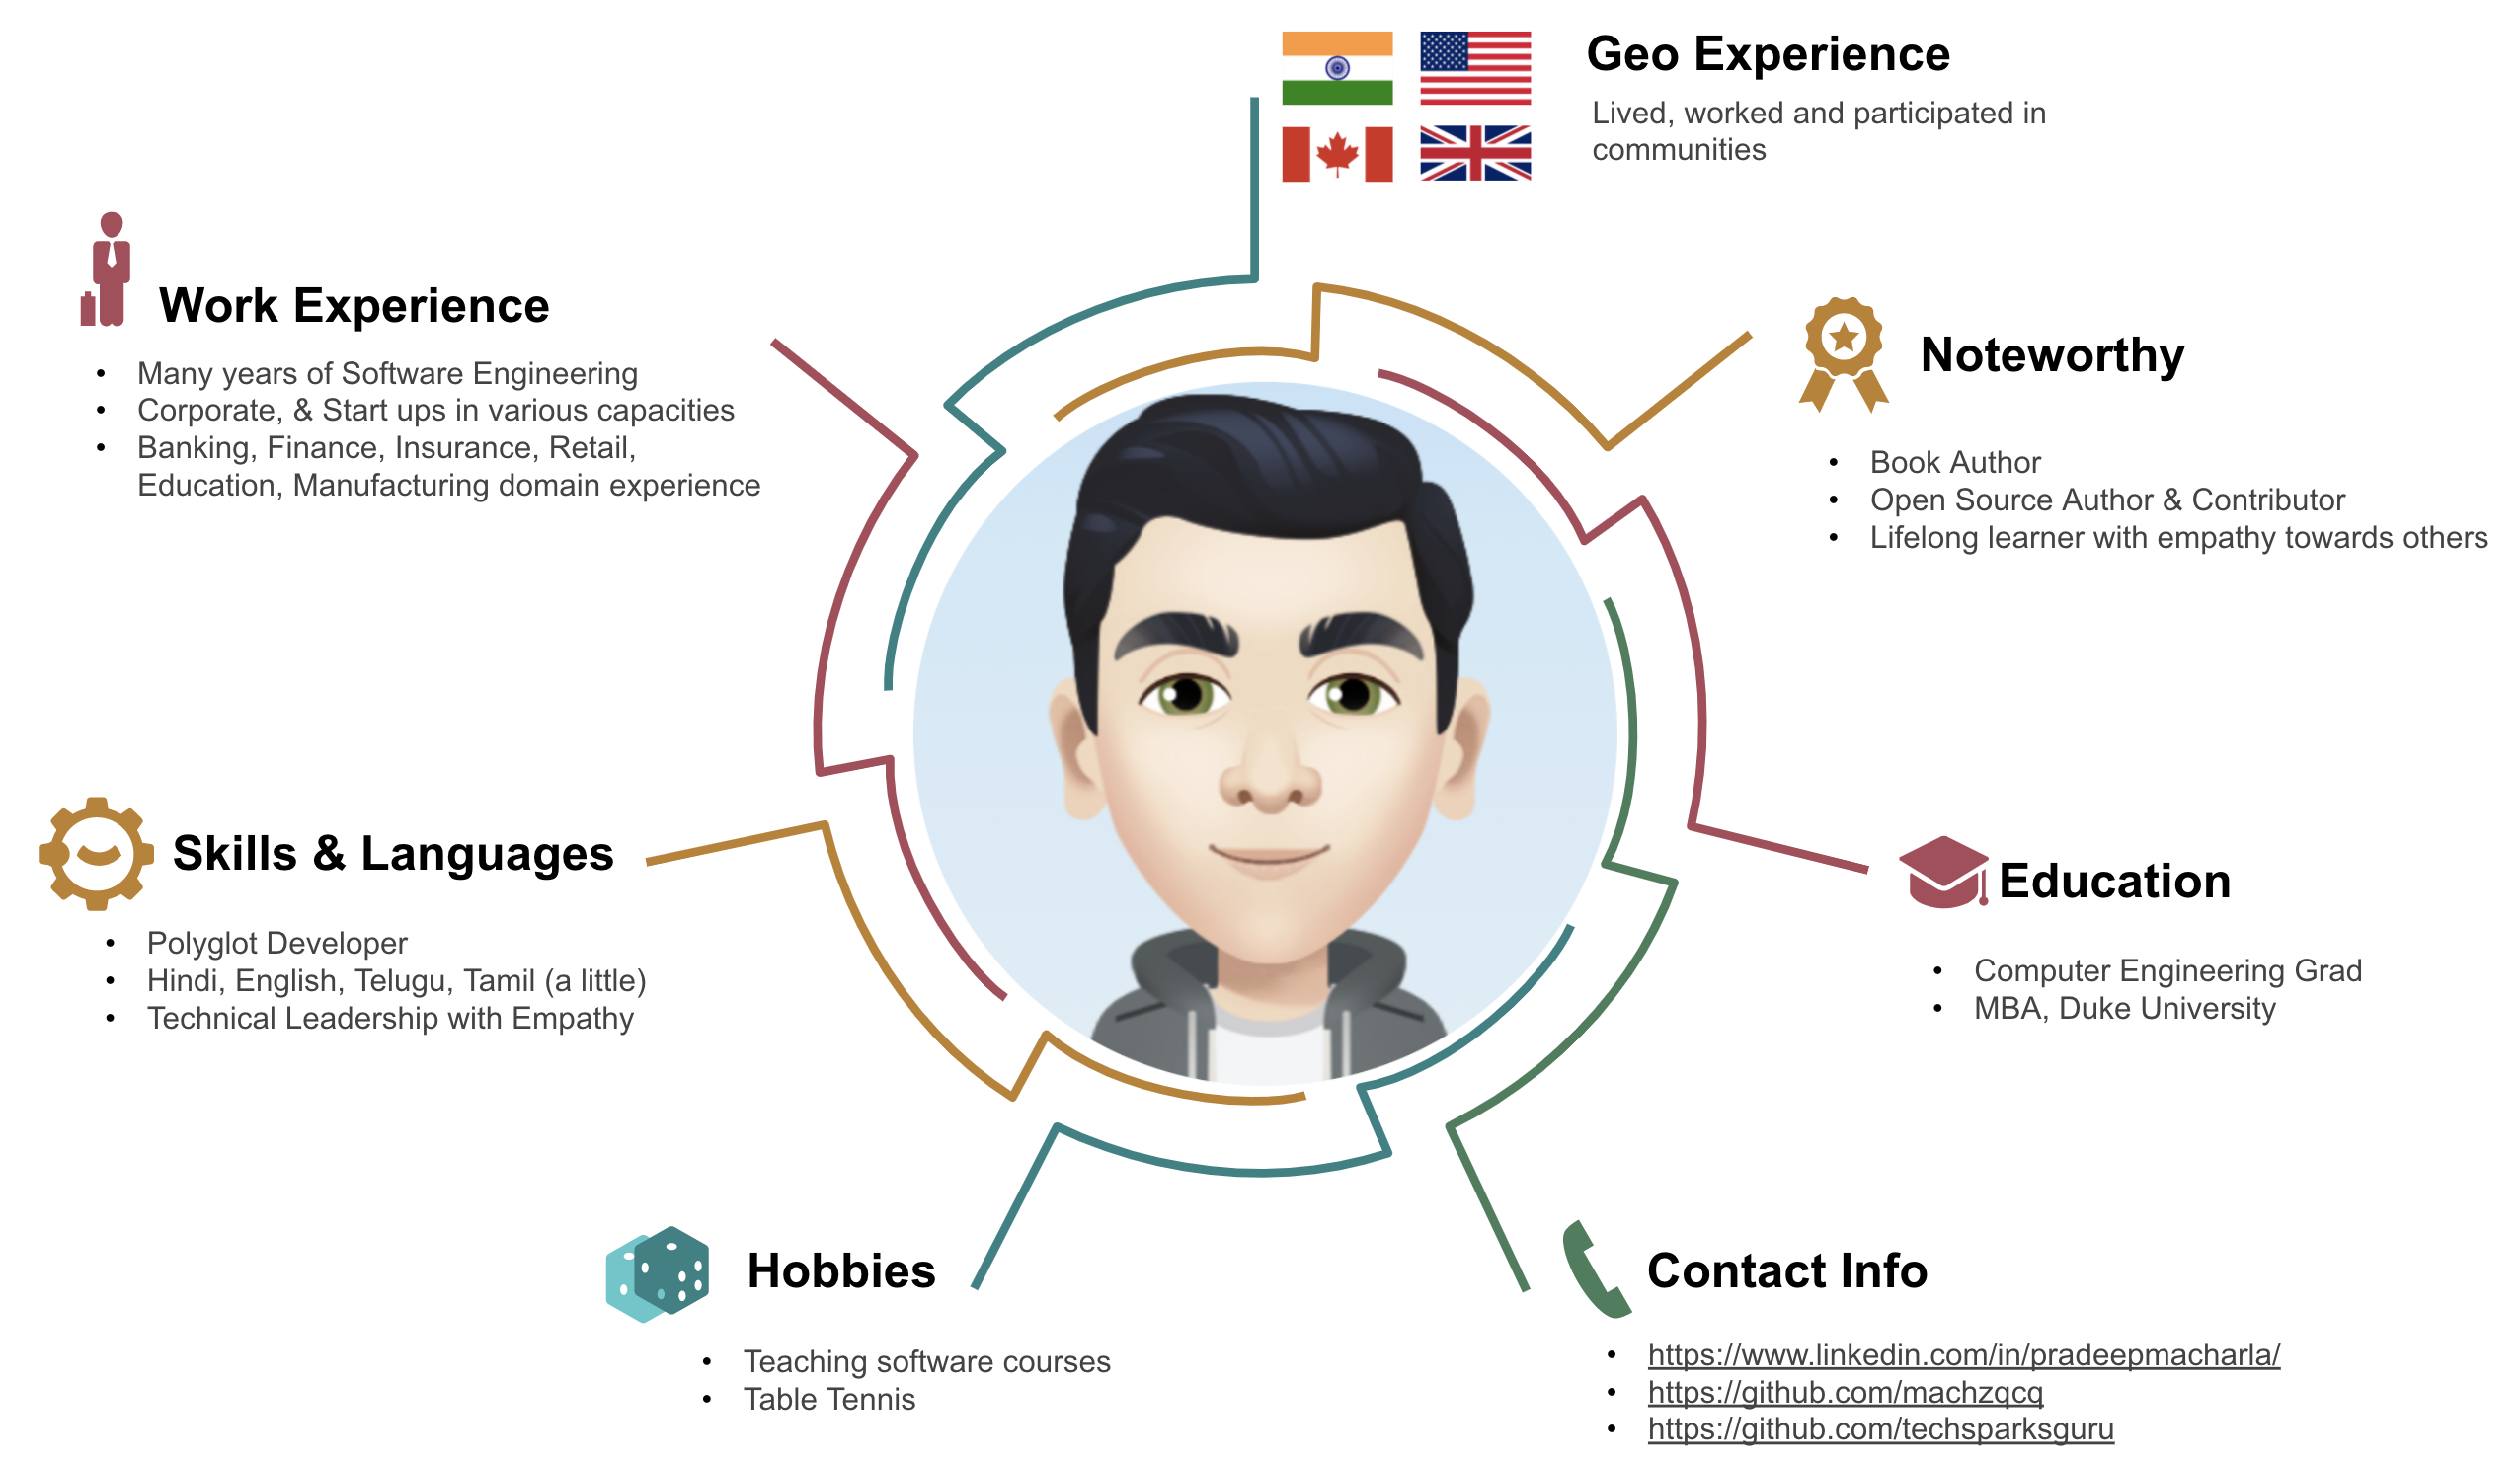 Geo Experience
Lived, worked and participated in
communities
Work Experience
• Many years of Software Engineering
• Corporate, & Start ups in various capacities
• Banking, Finance, Insurance, Retail,
Education, Manufacturing domain experience
Noteworthy
• Book Author
• Open Source Author & Contributor
• Lifelong learner with empathy towards others
Skills & Languages
• Polyglot Developer
• Hindi, English, Telugu, Tamil (a little)
• Technical Leadership with Empathy
Education
• Computer Engineering Grad
• MBA, Duke University
Hobbies
• Teaching software courses
• Table Tennis
Contact Info
• https://www.linkedin.com/in/pradeepmacharla/
• https://github.com/machzqcq
• https://github.com/techsparksguru